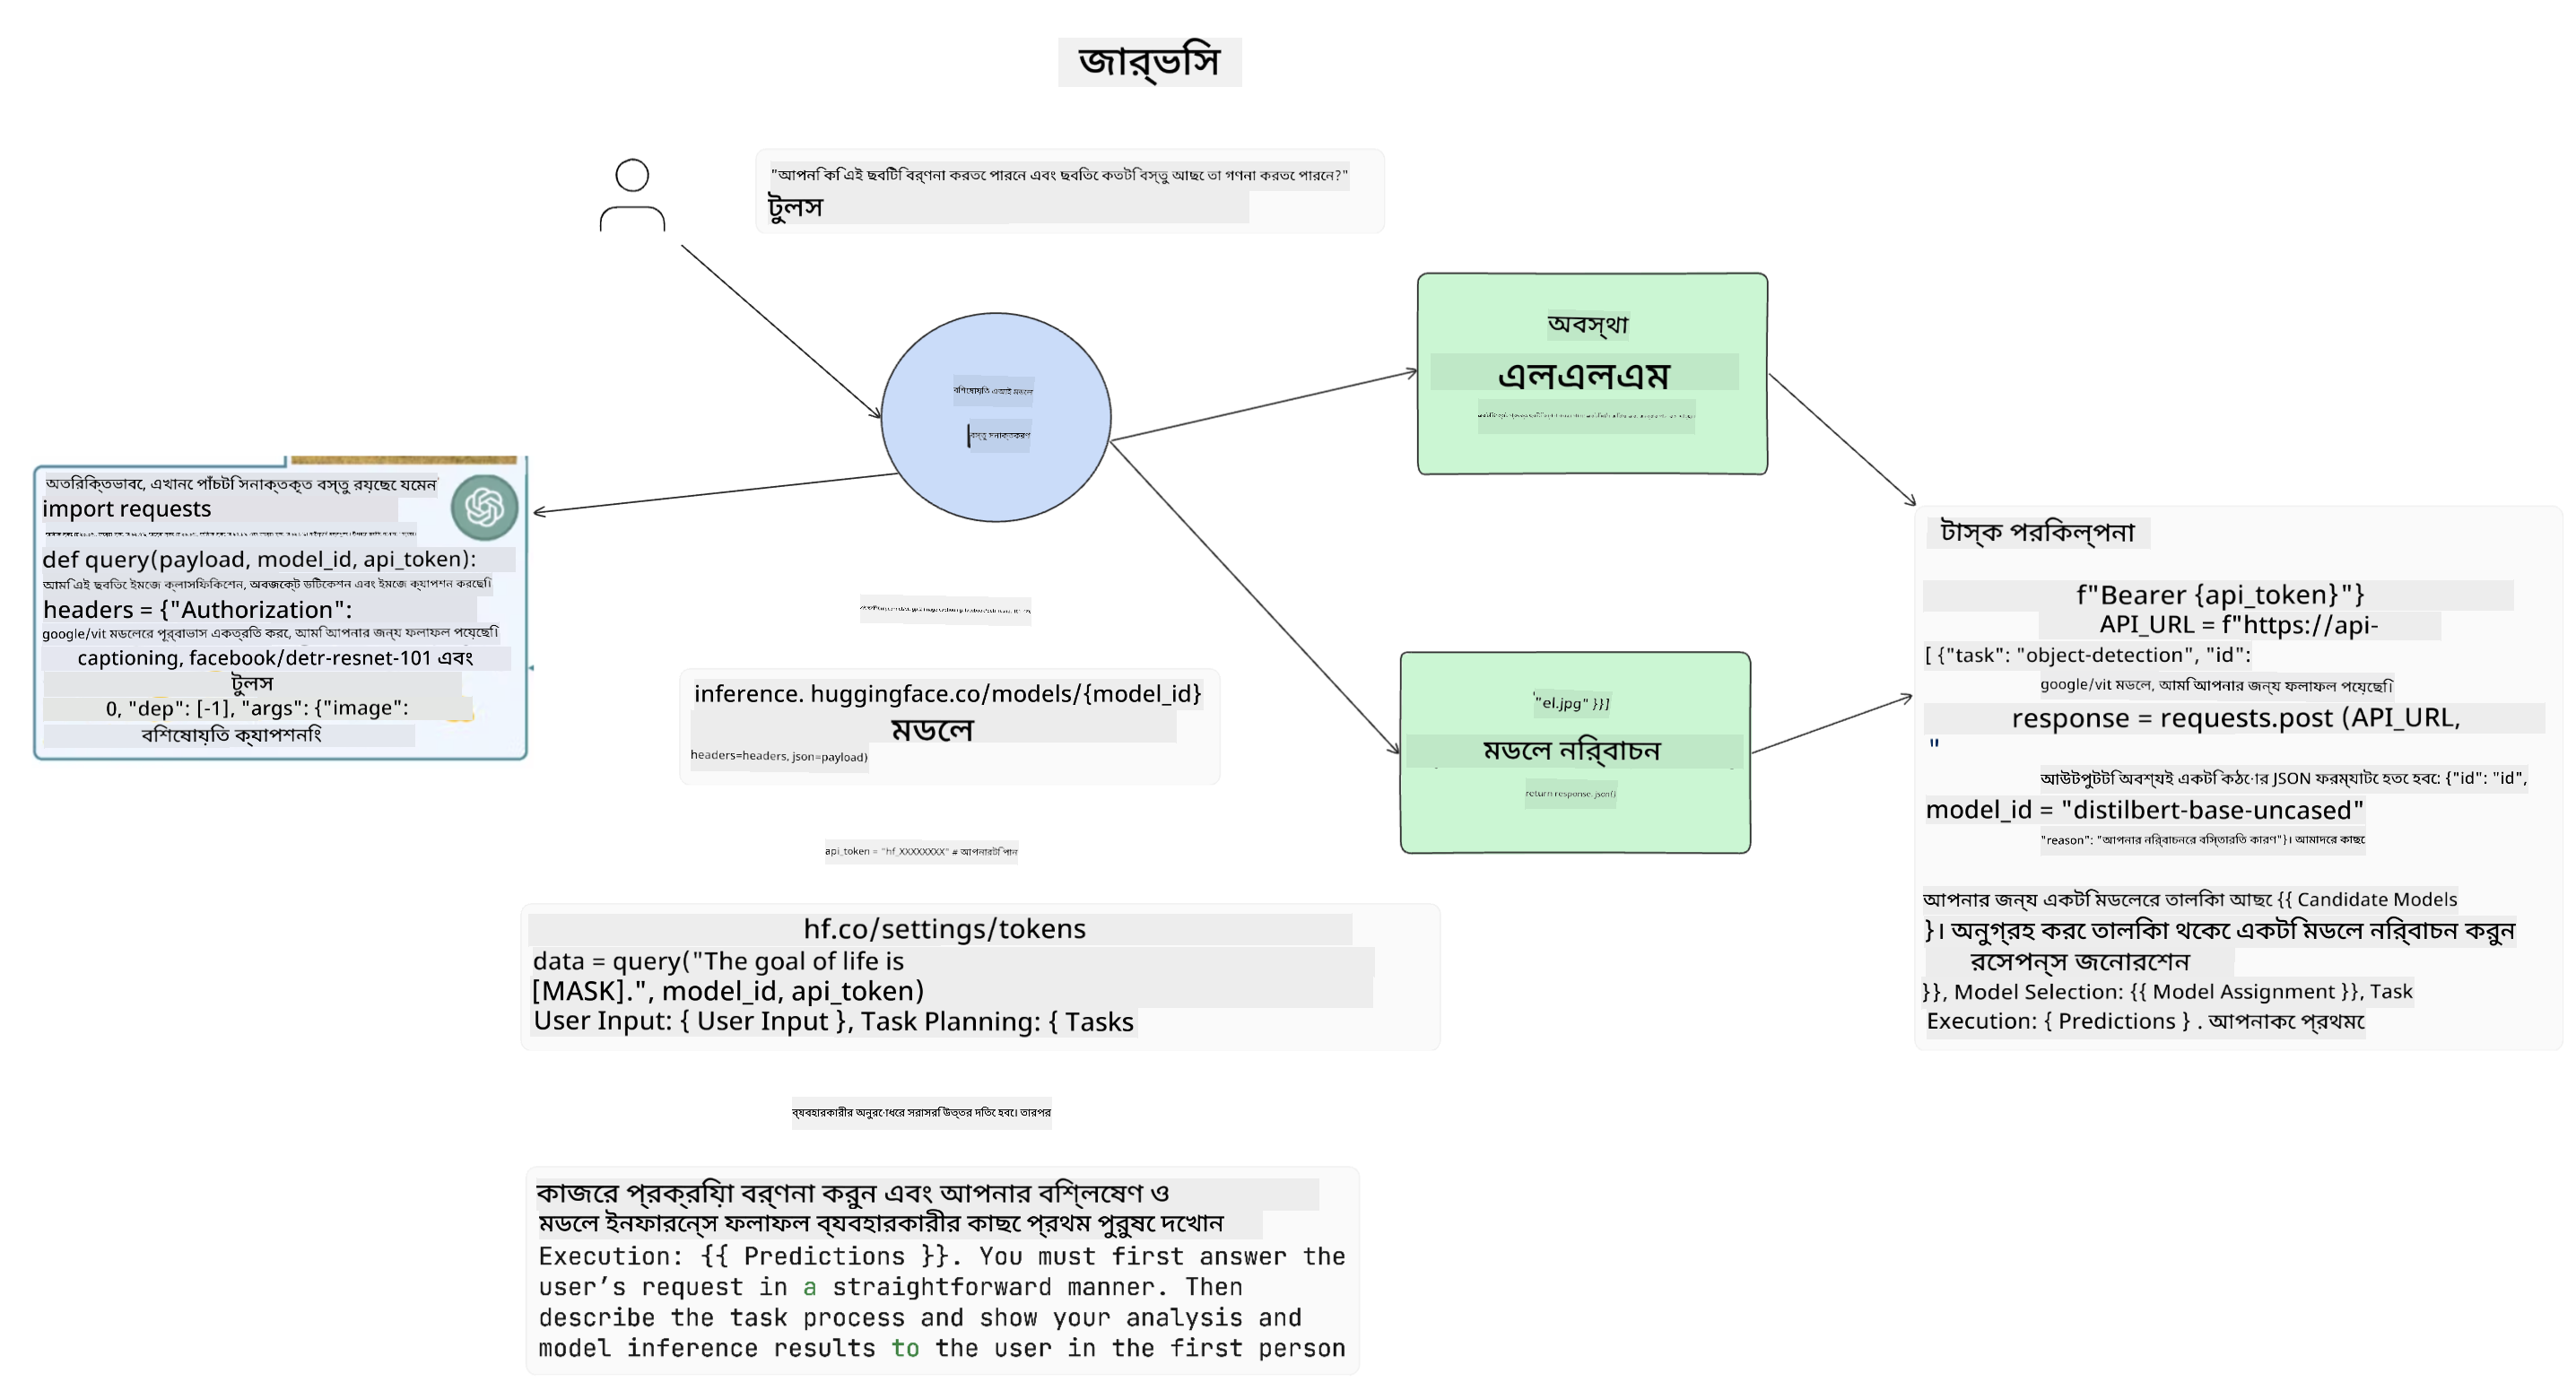 জার্ভিস
"আপনি কি এই ছবিটি বর্ণনা করতে পারেন এবং ছবিতে কতটি বস্তু আছে তা গণনা করতে পারেন?"
টুলস
বিশেষায়িত এআই মডেল
বস্তু সনাক্তকরণ
অবস্থা
এলএলএম
অতিরিক্তভাবে, এখানে পাঁচটি সনাক্তকৃত বস্তু রয়েছে যেমন
import requests
def query(payload, model_id, api_token):
আমি এই ছবিতে ইমেজ ক্লাসিফিকেশন, অবজেক্ট ডিটেকশন এবং ইমেজ ক্যাপশন করেছি।
headers = {"Authorization":
google/vit মডেলের পূর্বাভাস একত্রিত করে, আমি আপনার জন্য ফলাফল পেয়েছি।
captioning, facebook/detr-resnet-101 এবং
টুলস
0, "dep": [-1], "args": {"image":
বিশেষায়িত ক্যাপশনিং
inference. huggingface.co/models/{model_id}
মডেল
headers=headers, json=payload)
"el.jpg" }}]
মডেল নির্বাচন
return response. json()
টাস্ক পরিকল্পনা
f"Bearer {api_token}"}
API_URL = f"https://api-
[ {"task": "object-detection", "id":
google/vit মডেল, আমি আপনার জন্য ফলাফল পেয়েছি।
response = requests.post (API_URL,
"
আউটপুটটি অবশ্যই একটি কঠোর JSON ফরম্যাটে হতে হবে: {"id": "id",
model_id = "distilbert-base-uncased"
"reason": "আপনার নির্বাচনের বিস্তারিত কারণ"}। আমাদের কাছে
আপনার জন্য একটি মডেলের তালিকা আছে {{ Candidate Models
}। অনুগ্রহ করে তালিকা থেকে একটি মডেল নির্বাচন করুন
রেসপন্স জেনারেশন
}}, Model Selection: {{ Model Assignment }}, Task
Execution: { Predictions } . আপনাকে প্রথমে
api_token = "hf_XXXXXXXX" # আপনারটি পান
hf.co/settings/tokens
data = query("The goal of life is
[MASK].", model_id, api_token)
User Input: { User Input }, Task Planning: { Tasks
ব্যবহারকারীর অনুরোধের সরাসরি উত্তর দিতে হবে। তারপর
কাজের প্রক্রিয়া বর্ণনা করুন এবং আপনার বিশ্লেষণ ও
মডেল ইনফারেন্স ফলাফল ব্যবহারকারীর কাছে প্রথম পুরুষে দেখান
Execution: {{ Predictions }}. You must first answer the
user’s request in a straightforward manner. Then
describe the task process and show your analysis and
model inference results to the user in the first person